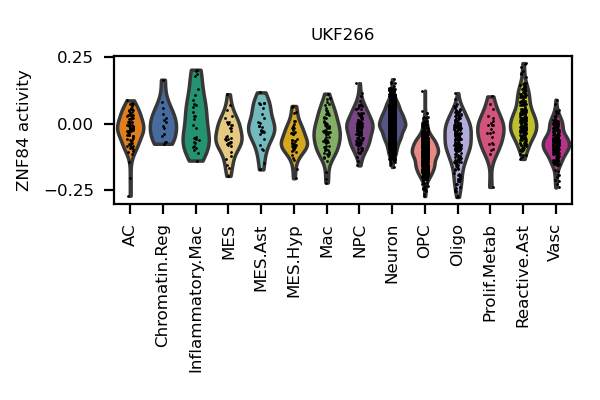 UKF266
ZNF84 activity
0.25
0.00
−0.25
AC
Chromatin.Reg
Inflammatory.Mac
MES
MES.Ast
MES.Hyp
Mac
NPC
Neuron
OPC
Oligo
Prolif.Metab
Reactive.Ast
Vasc